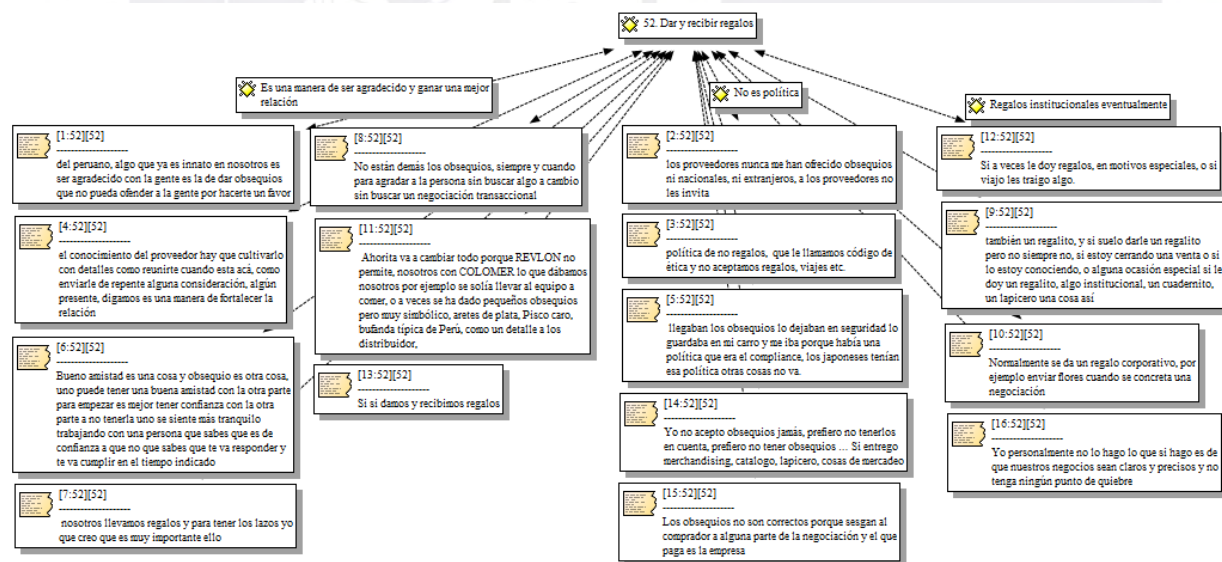 52. Dar y recibir regalos
Es una manera de ser agradecido y ganar una mejor
relación
[1:52][52]
--------------------
del peruano, algo que ya es innato en nosotros es
ser agradecido con la gente es la de dar obsequios
que no pueda ofender a la gente por hacerte un favor
[4:52][52]
--------------------
el conocimiento del proveedor hay que cultivarlo
con detalles como reunirte cuando esta acá, como
enviarle de repente alguna consideración, algún
presente, digamos es una manera de fortalecer la
relación
[6:52][52]
--------------------
Bueno amistad es una cosa y obsequio es otra cosa,
uno puede tener una buena amistad con la otra parte
para empezar es mejor tener confianza con la otra
parte a no tenerla uno se siente más tranquilo
trabajando con una persona que sabes que es de
confianza a que no que sabes que te va responder y
te va cumplir en el tiempo indicado
[7:52][52]
--------------------
nosotros llevamos regalos y para tener los lazos yo
que creo que es muy importante ello
[8:52][52]
--------------------
No están demás los obsequios, siempre y cuando
para agradar a la persona sin buscar algo a cambio
sin buscar un negociación transaccional
[11:52][52]
--------------------
Ahorita va a cambiar todo porque REVLON no
permite, nosotros con COLOMER lo que dábamos
nosotros por ejemplo se solía llevar al equipo a
comer, o a veces se ha dado pequeños obsequios
pero muy simbólico, aretes de plata, Pisco caro,
bufanda típica de Perú, como un detalle a los
distribuidor,
[13:52][52]
--------------------
Si si damos y recibimos regalos
No es política
[2:52][52]
--------------------
los proveedores nunca me han ofrecido obsequios
ni nacionales, ni extranjeros, a los proveedores no
les invita
[3:52][52]
--------------------
política de no regalos, que le llamamos código de
ética y no aceptamos regalos, viajes etc.
[5:52][52]
--------------------
llegaban los obsequios lo dejaban en seguridad lo
guardaba en mi carro y me iba porque había una
política que era el compliance, los japoneses tenían
esa política otras cosas no va.
[14:52][52]
--------------------
Yo no acepto obsequios jamás, prefiero no tenerlos
en cuenta, prefiero no tener obsequios ... Sí entrego
merchandising, catalogo, lapicero, cosas de mercadeo
[15:52][52]
--------------------
Los obsequios no son correctos porque sesgan al
comprador a alguna parte de la negociación y el que
paga es la empresa
Regalos institucionales eventualmente
[12:52][52]
--------------------
Si a veces le doy regalos, en motivos especiales, o si
viajo les traigo algo.
[9:52][52]
--------------------
también un regalito, y si suelo darle un regalito
pero no siempre no, si estoy cerrando una venta o si
lo estoy conociendo, o alguna ocasión especial si le
doy un regalito, algo institucional, un cuadernito,
un lapicero una cosa así
[10:52][52]
--------------------
Normalmente se da un regalo corporativo, por
ejemplo enviar flores cuando se concreta una
negociación
[16:52][52]
--------------------
Yo personalmente no lo hago lo que si hago es de
que nuestros negocios sean claros y precisos y no
tenga ningún punto de quiebre